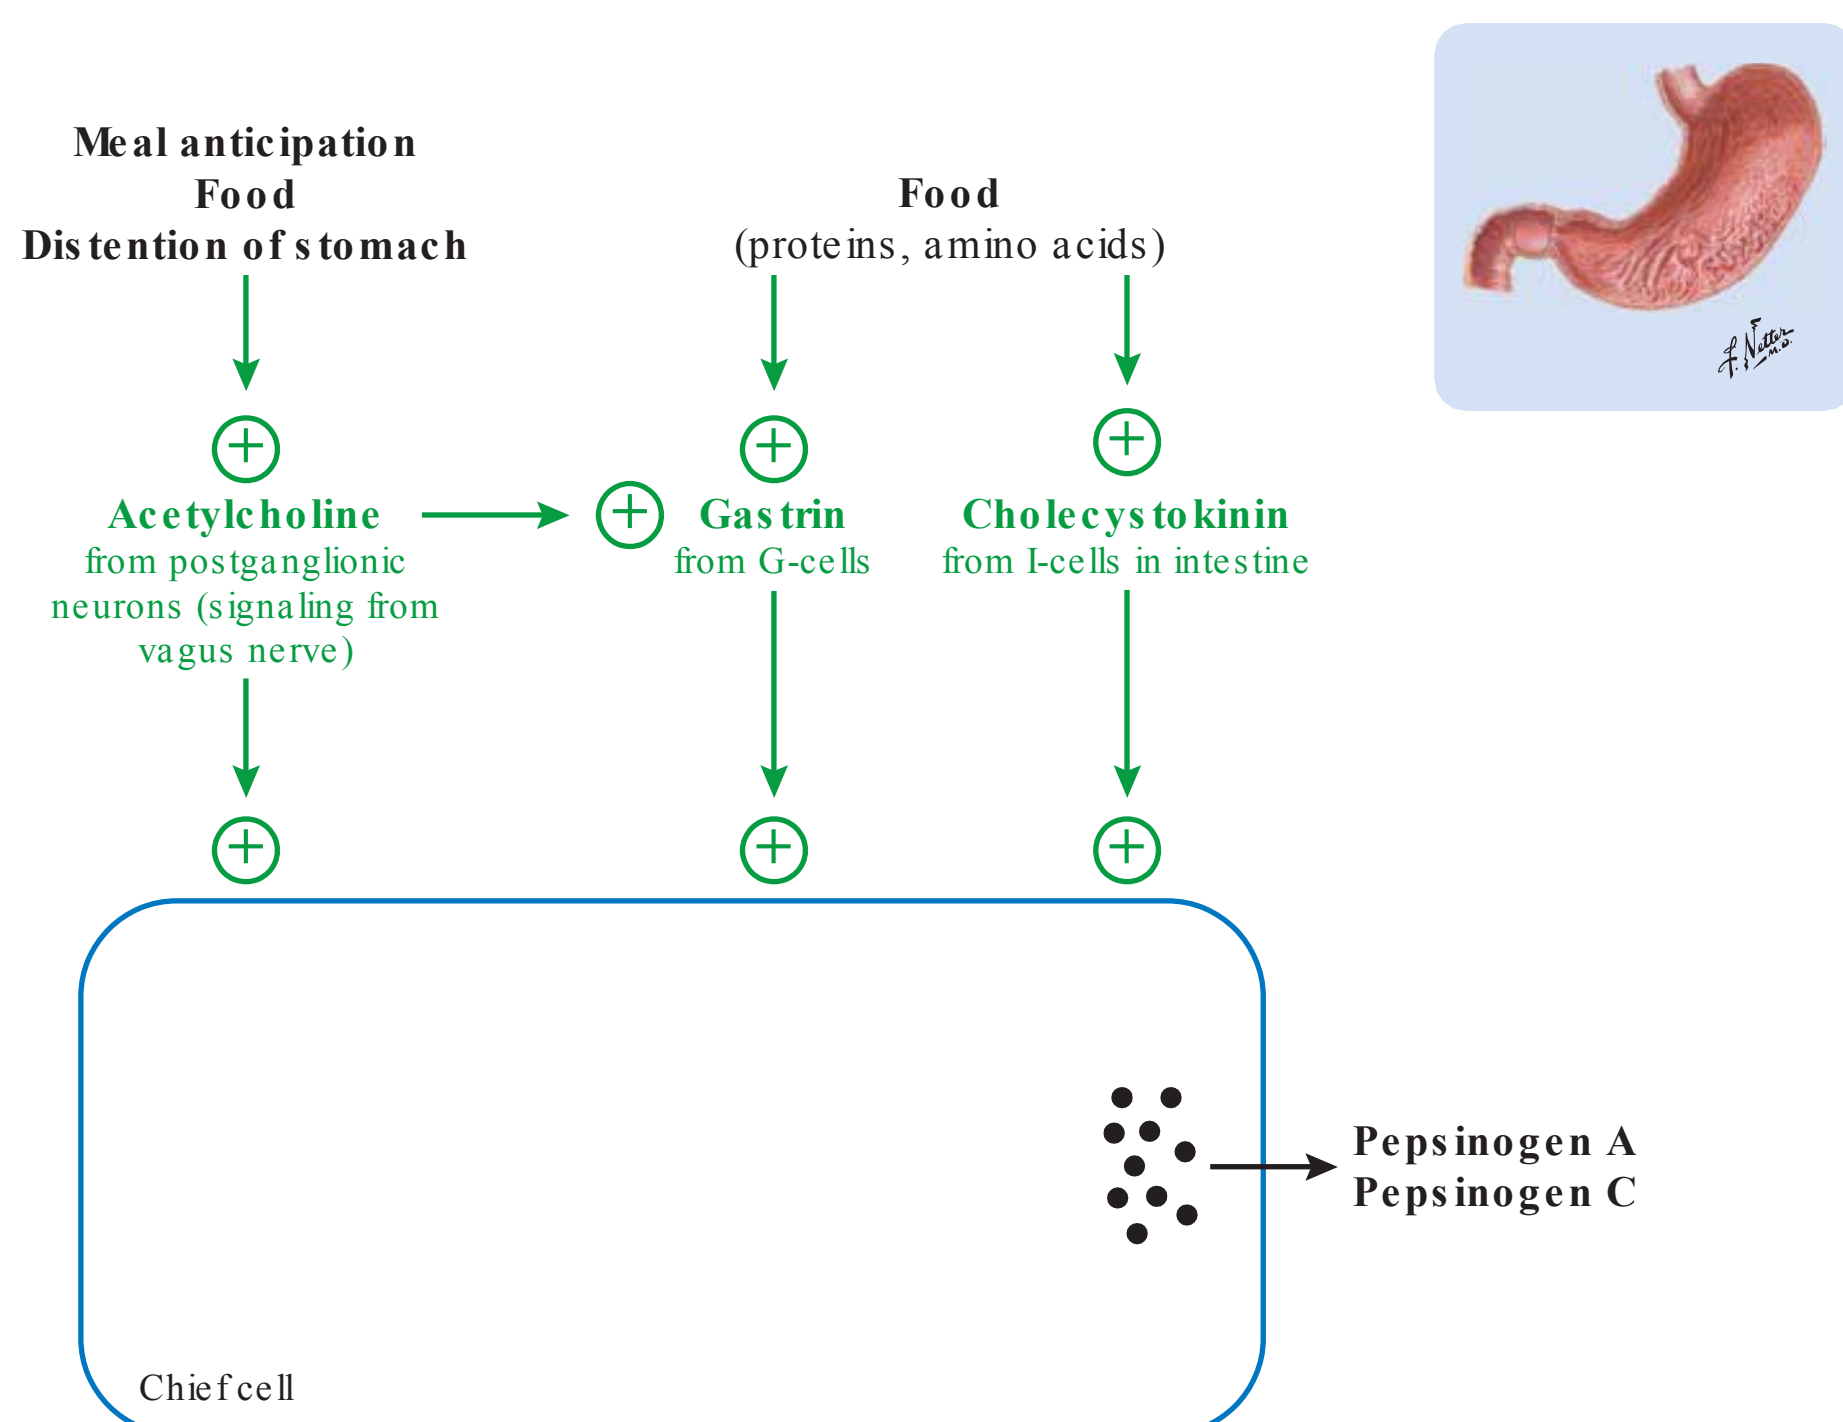 Meal anticipation
Food
Distention of stomach
Food
(proteins, amino acids)
F. Netter
M.D.
Acetylcholine
from postganglionic
neurons (signaling from
vagus nerve)
Gastrin
from G-cells
Cholecystokinin
from I-cells in intestine
Pepsinogen A
Pepsinogen C
Chief cell